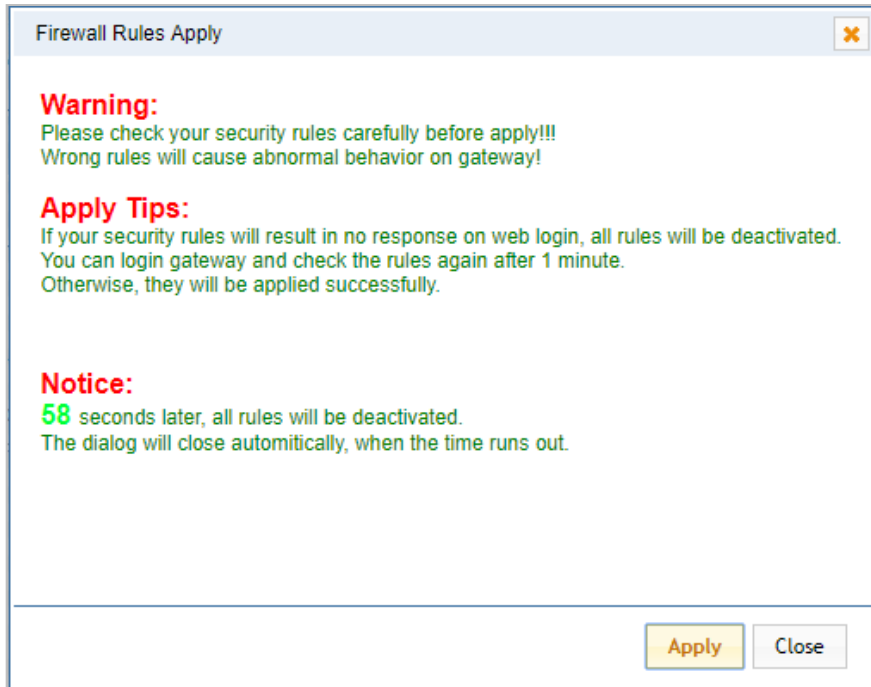 Firewall Rules Apply
Warning:
Please check your security rules carefully before apply!!!
Wrong rules will cause abnormal behavior on gateway!
Apply Tips:
If your security rules will result in no response on web login, all rules will be deactivated.
You can login gateway and check the rules again after 1 minute.
Otherwise, they will be applied successfully.
Notice:
58 seconds later, all rules will be deactivated.
The dialog will close automitically, when the time runs out.
Apply Close